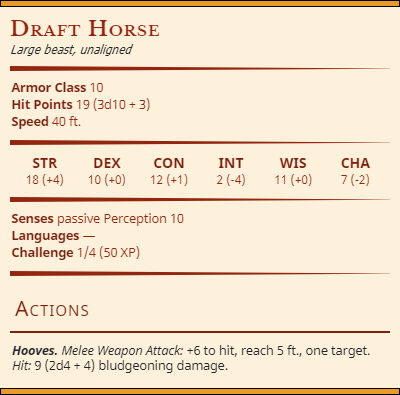 Draft Horse
Large beast, unaligned
Armor Class 10
Hit Points 19 (3d10 + 3)
Speed 40 ft.
STR DEX CON INT WIS CHA
18 (+4) 10 (+0) 12 (+1) 2 (-4) 11 (+0) 7 (-2)
Senses passive Perception 10
Languages —
Challenge 1/4 (50 XP)
Actions
Hooves. Melee Weapon Attack: +6 to hit, reach 5 ft., one target.
Hit: 9 (2d4 + 4) bludgeoning damage.